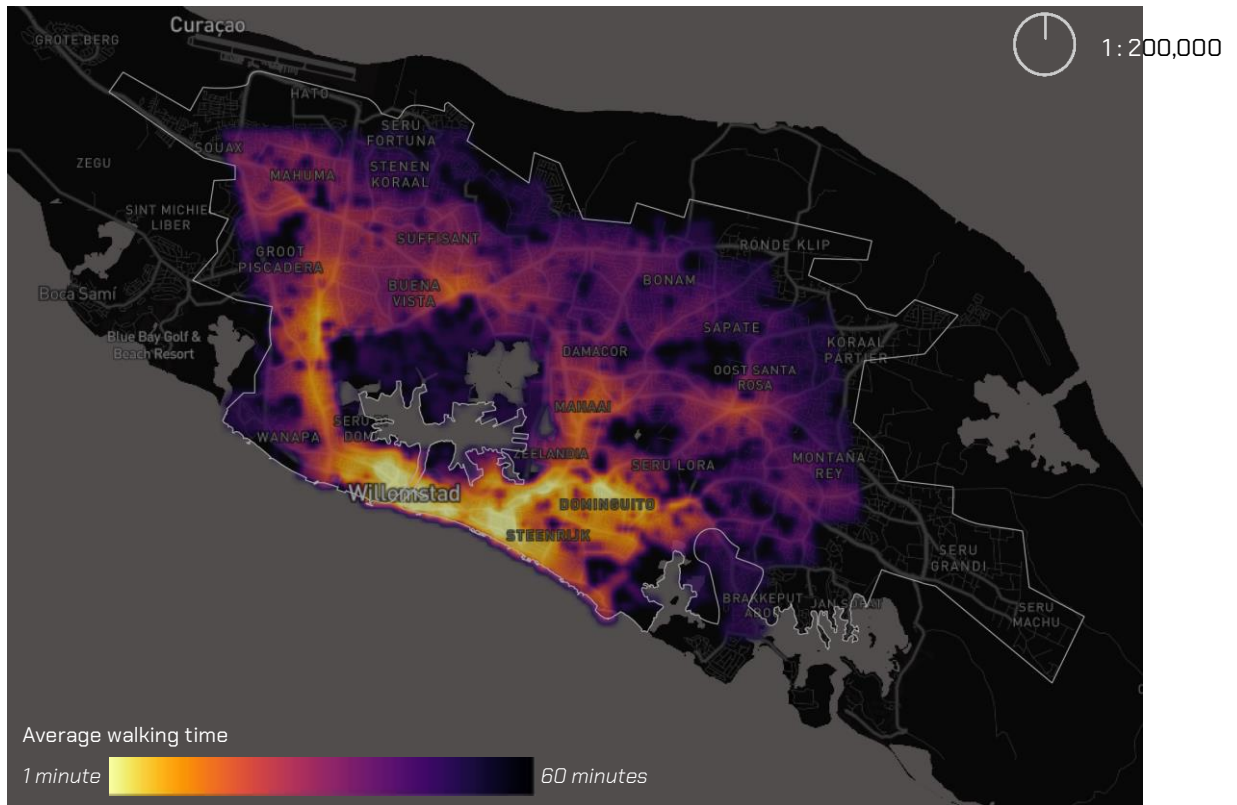 Curaçao
GROTE BERG
1 : 200,000
HATO
SERU
FORTUNA
SOUAX
ZEGU
MAHUMA
STENEN
KORAAL
SINT MICHIE
LIBER
SUFFISANT
RONDE KLIP
GROOT
PISCADERA
BONAM
BUENA
VISTA
Boca Samí
SAPATE
Blue Bay Golf &
Beach Resort
DAMACOR
KORAAL
PARTIER
OOST SANTA
ROSA
MAHAAI
WANAPA
ZEELANDIA
SERU LORA
MONTAÑA
REY
Willemstad
DOMINGUITO
STEENRIJK
SERU
GRANDI
BRAKKEPUT
SERU
MACHU
Average walking time
1 minute
60 minutes